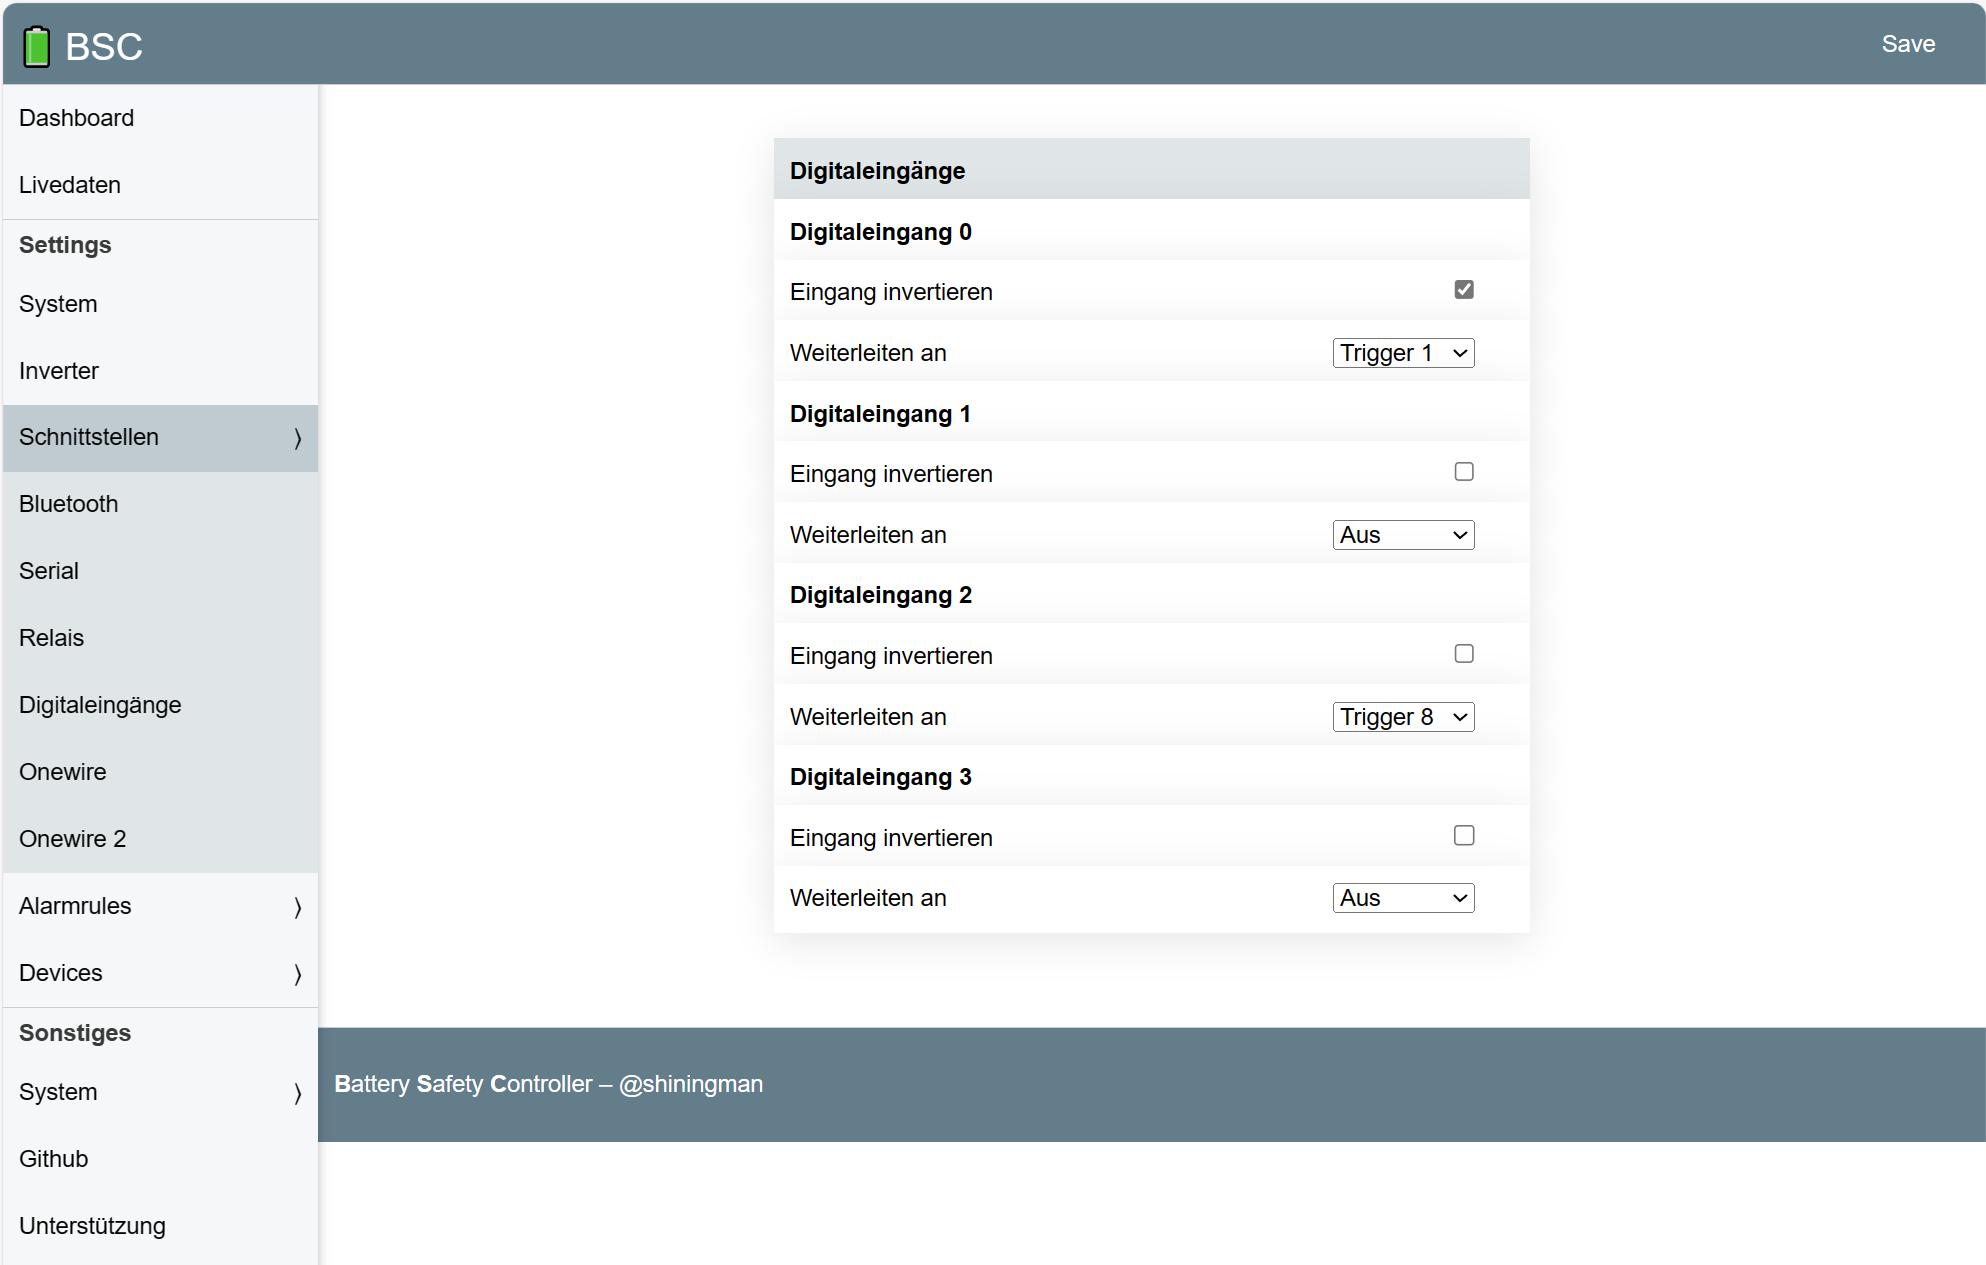 BSC
Save
Dashboard
Livedaten
Settings
System
Inverter
Schnittstellen
Bluetooth
Serial
Relais
Digitaleingänge
Onewire
Onewire 2
Alarmrules
Devices
Sonstiges
System
Github
Unterstützung
Digitaleingänge
Digitaleingang 0
Eingang invertieren
Weiterleiten an Trigger 1
Digitaleingang 1
Eingang invertieren
Weiterleiten an Aus
Digitaleingang 2
Eingang invertieren
Weiterleiten an Trigger 8
Digitaleingang 3
Eingang invertieren
Weiterleiten an Aus
Battery Safety Controller – @shiningman